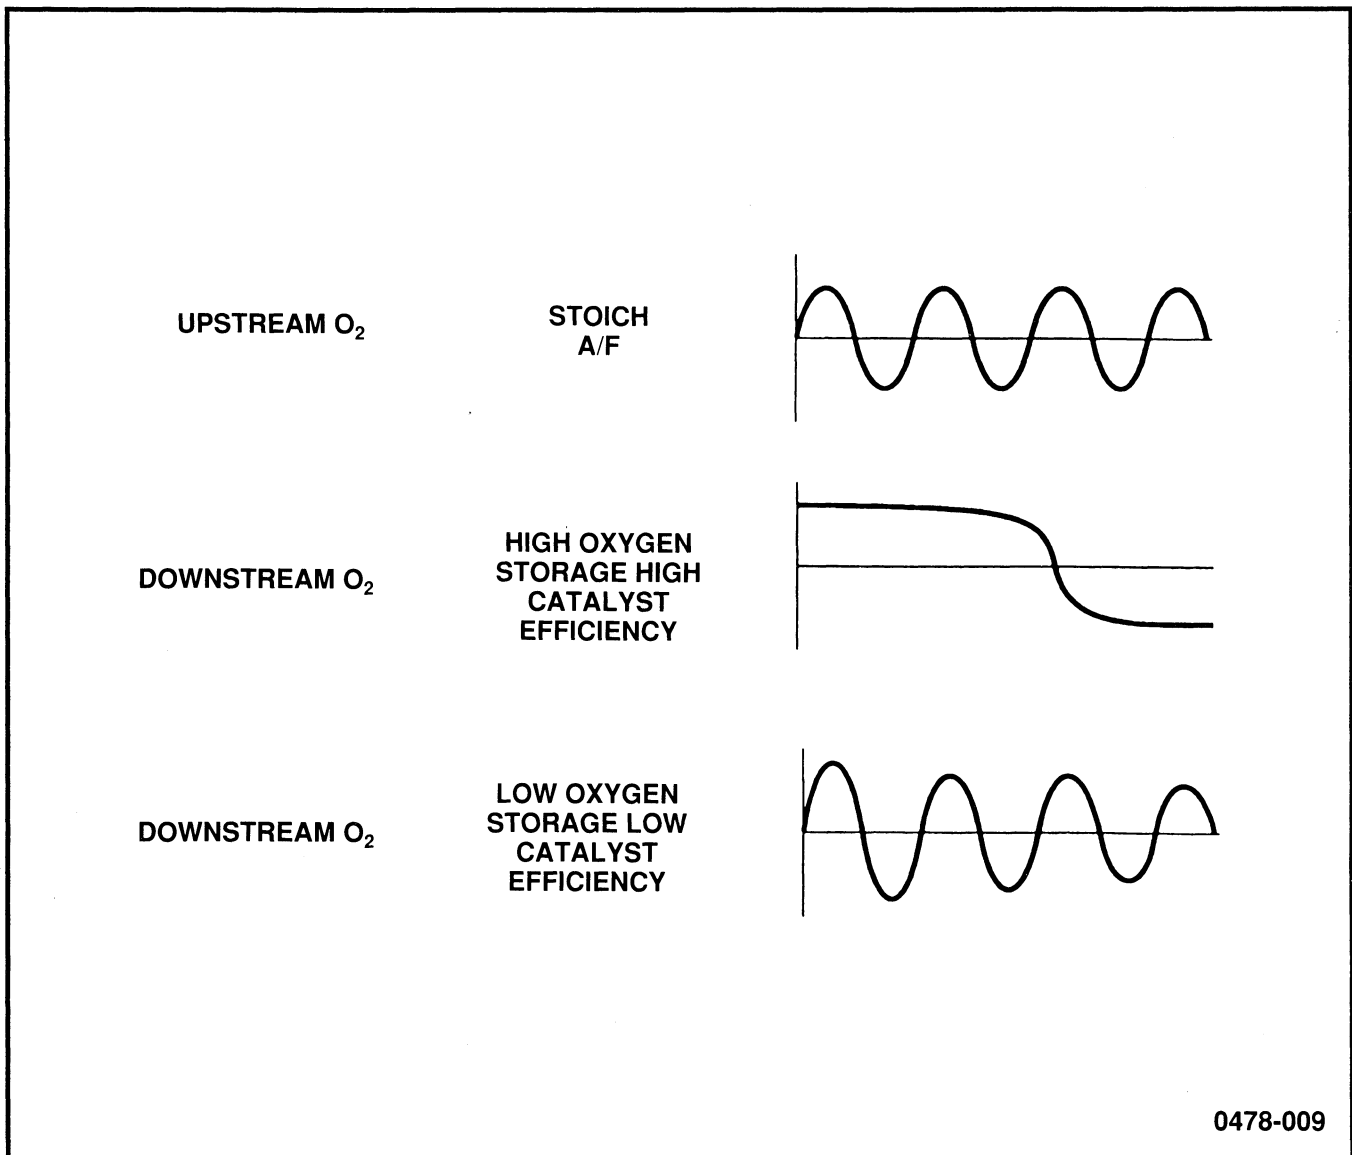 UPSTREAM O₂
STOICH
A/F
DOWNSTREAM O₂
HIGH OXYGEN
STORAGE HIGH
CATALYST
EFFICIENCY
DOWNSTREAM O₂
LOW OXYGEN
STORAGE LOW
CATALYST
EFFICIENCY
0478-009